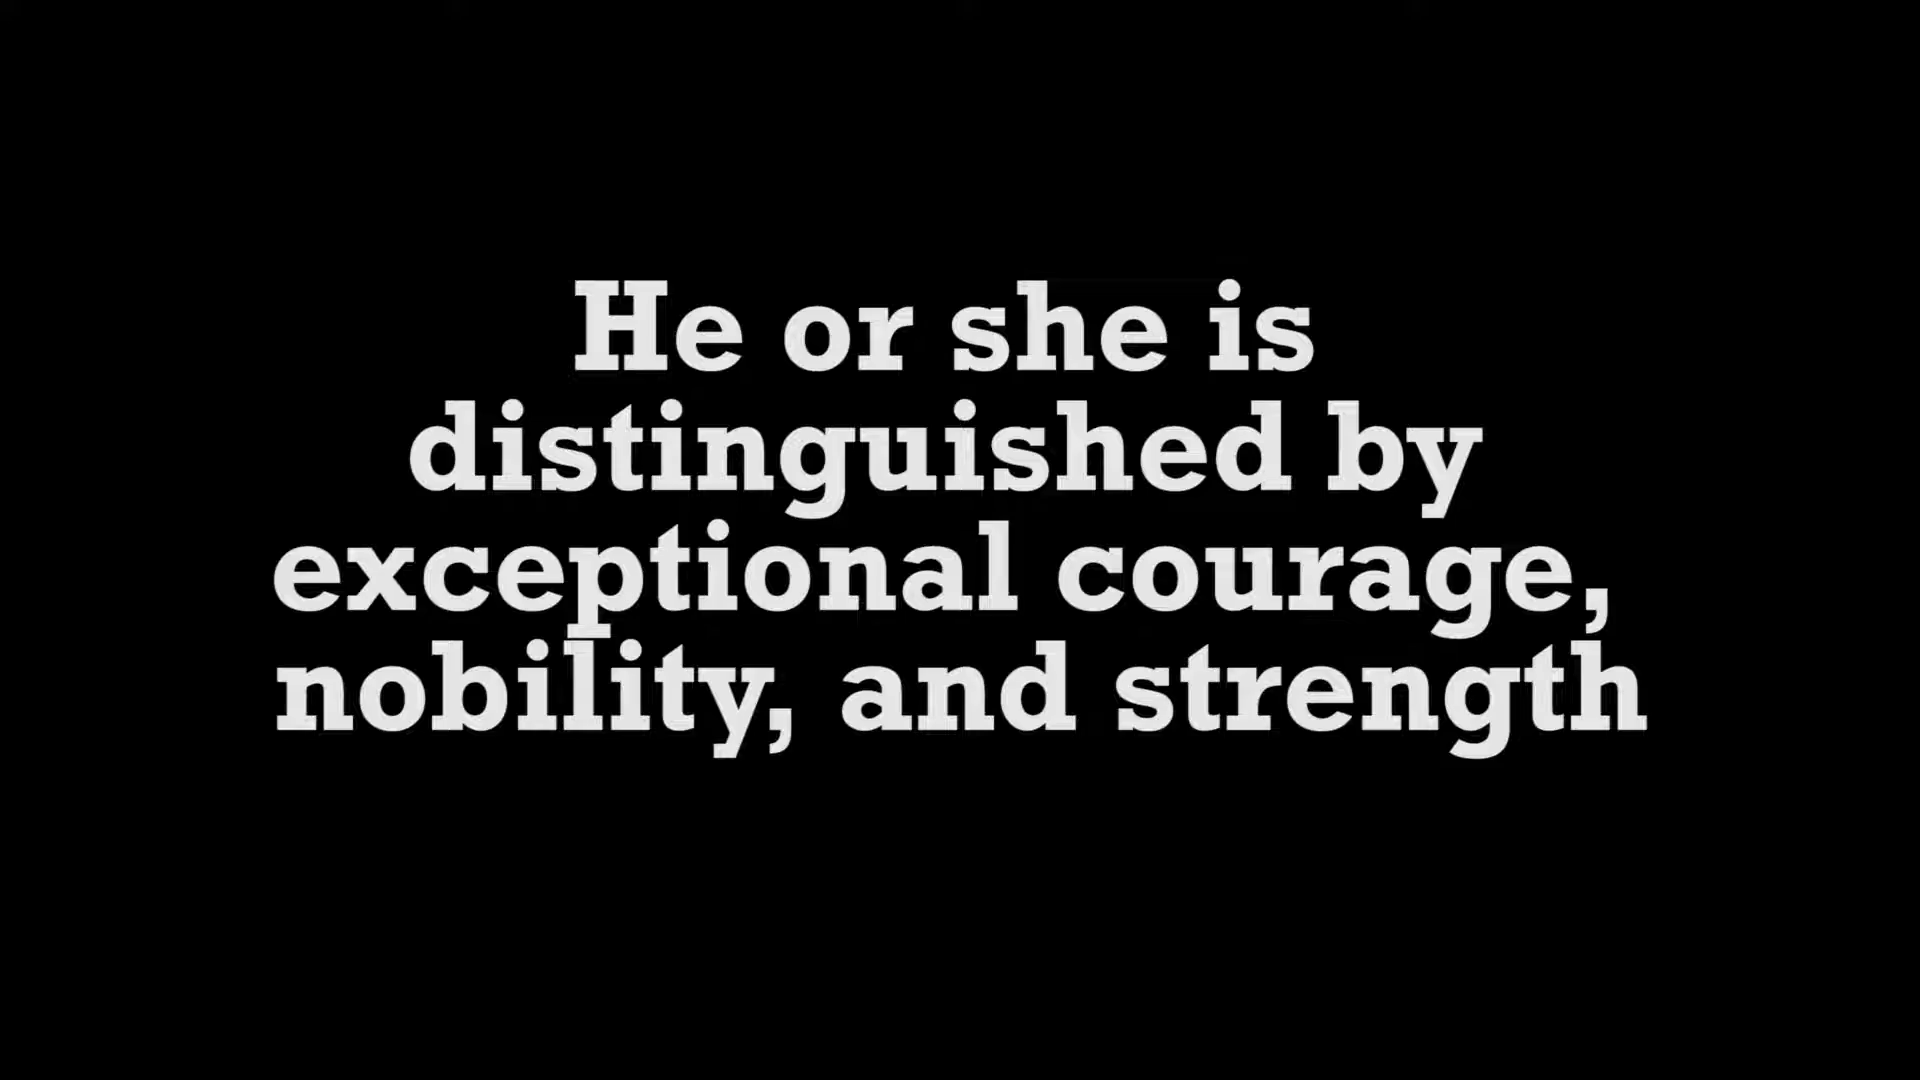 He or she is
distinguished by
exceptional courage,
nobility, and strength